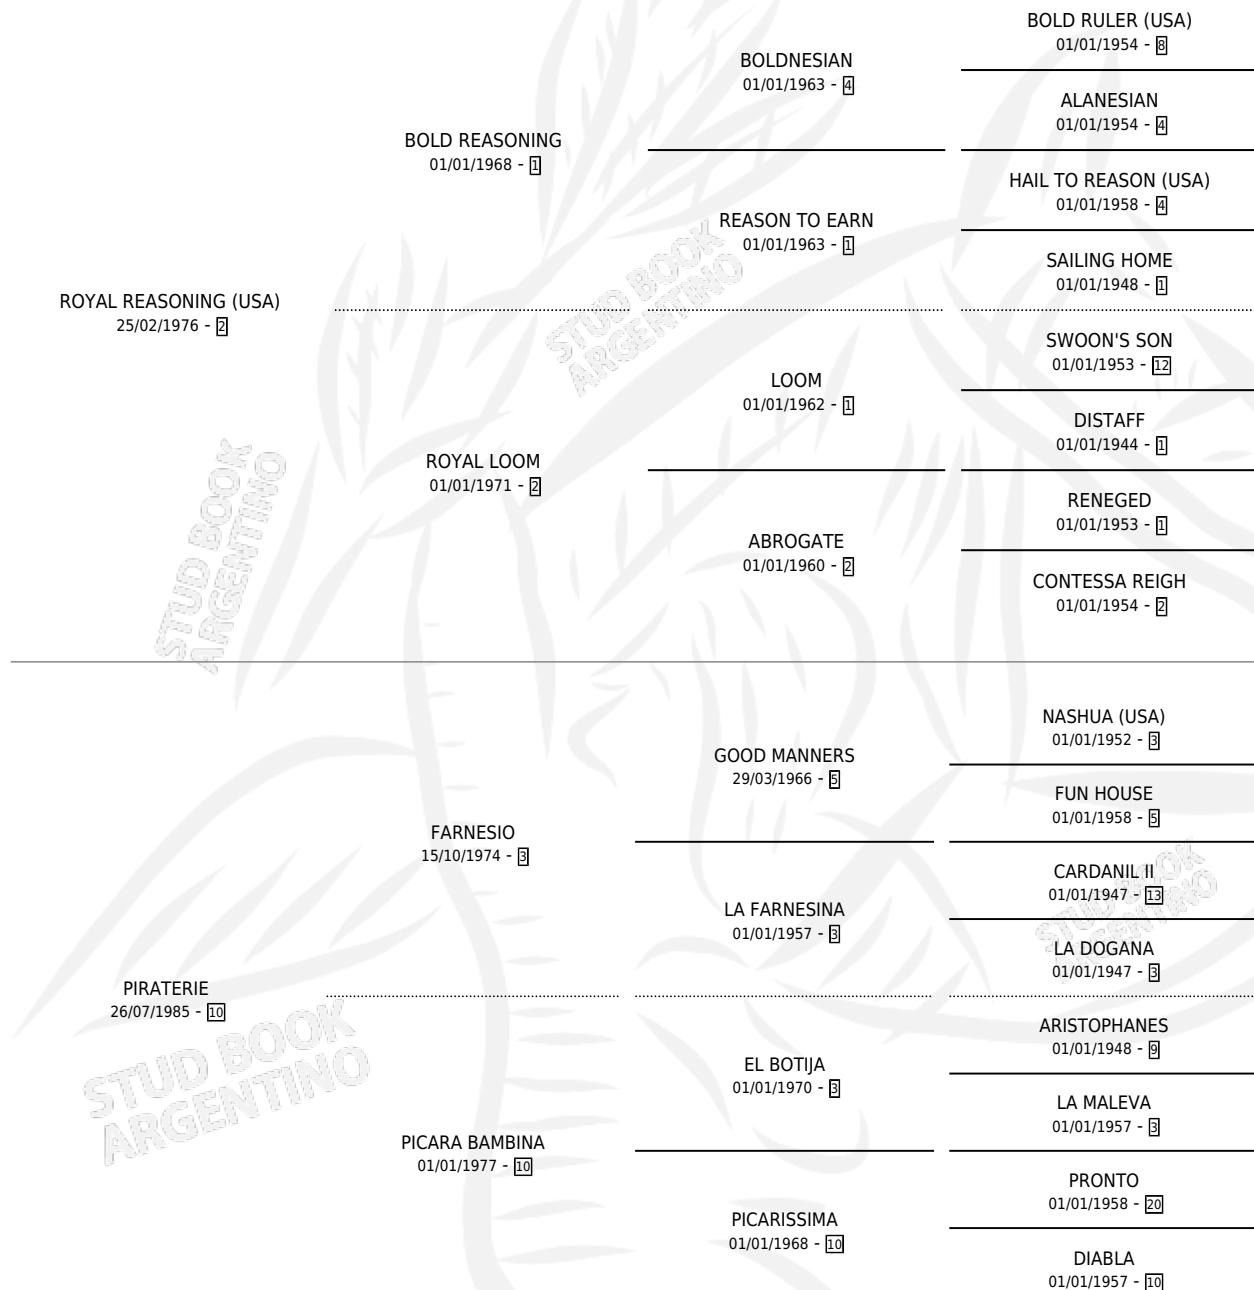 BOLD RULER (USA)
01/01/1954 - 8
BOLDNESIAN
01/01/1963 - 4
ALANESIAN
01/01/1954 - 4
BOLD REASONING
01/01/1968 - 1
HAIL TO REASON (USA)
01/01/1958 - 4
REASON TO EARN
01/01/1963 - 1
SAILING HOME
01/01/1948 - 1
ROYAL REASONING (USA)
25/02/1976 - 2
SWOON'S SON
01/01/1953 - 12
LOOM
01/01/1962 - 1
DISTAFF
01/01/1944 - 1
ROYAL LOOM
01/01/1971 - 2
RENEGED
01/01/1953 - 1
ABROGATE
01/01/1960 - 2
CONTESSA REIGH
01/01/1954 - 2
NASHUA (USA)
01/01/1952 - 3
GOOD MANNERS
29/03/1966 - 5
FUN HOUSE
01/01/1958 - 5
FARNESIO
15/10/1974 - 3
CARDANIL II
01/01/1947 - 13
LA FARNESINA
01/01/1957 - 3
LA DOGANA
01/01/1947 - 3
PIRATERIE
26/07/1985 - 10
ARISTOPHANES
01/01/1948 - 9
EL BOTIJA
01/01/1970 - 3
LA MALEVA
01/01/1957 - 3
PICARA BAMBINA
01/01/1977 - 10
PRONTO
01/01/1958 - 20
PICARISSIMA
01/01/1968 - 10
DIABLA
01/01/1957 - 10
STUD BOOK
ARGENTINO
STUD BOOK
ARGENTINO
STUD BOOK
ARGENTINO
STUD BOOK
ARGENTINO